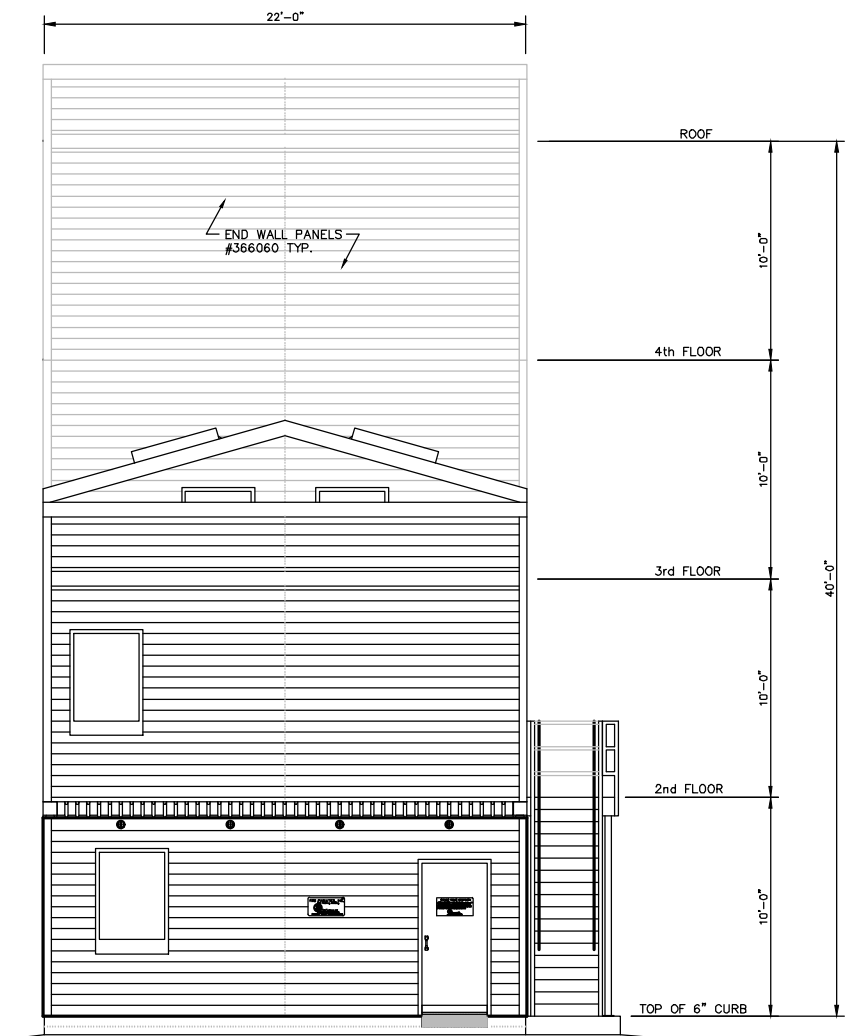 22'-0"
ROOF
END WALL PANELS
#366060 TYP.
10'-0"
4th FLOOR
10'-0"
3rd FLOOR
40'-0"
10'-0"
2nd FLOOR
10'-0"
TOP OF 6" CURB